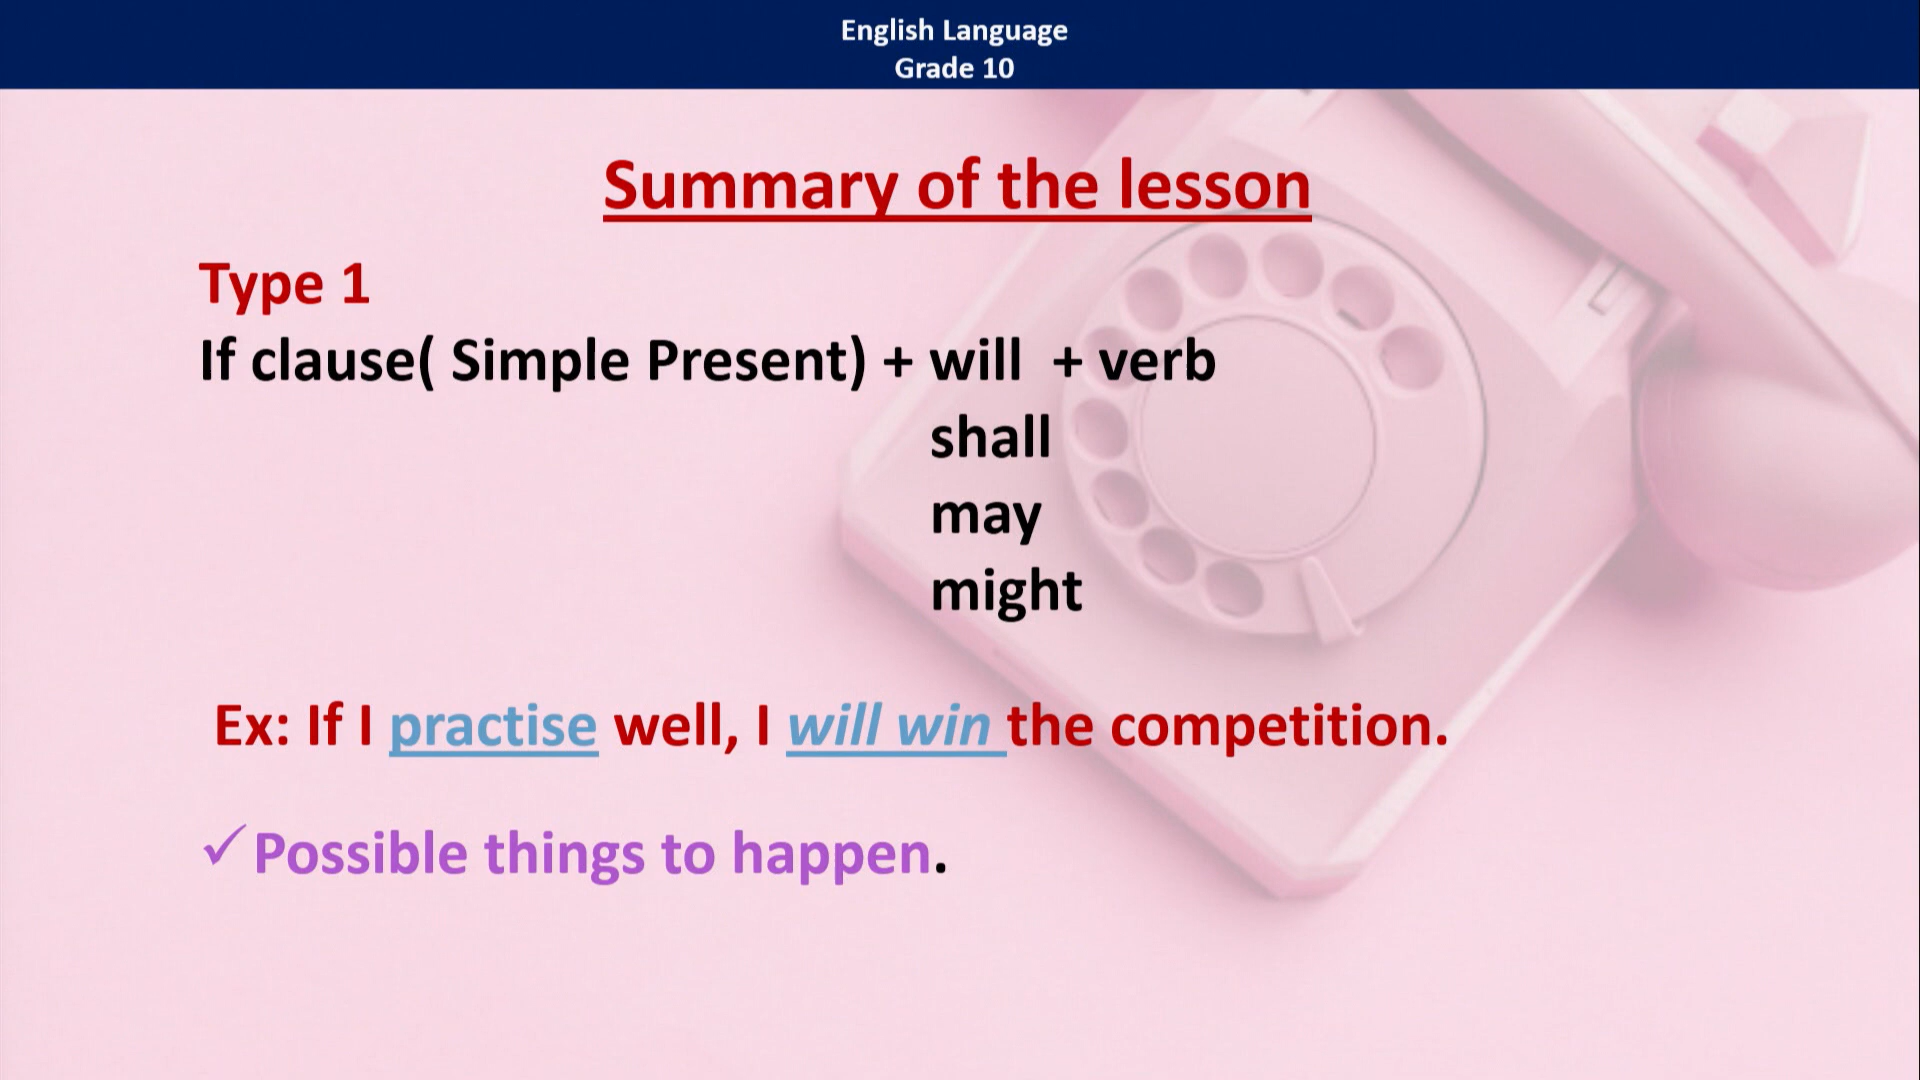 English Language
Grade 10
Summary of the lesson
Type 1
If clause( Simple Present) + will  + verb
shall
may
might
Ex: If I practise well, I will win the competition.
✓Possible things to happen.